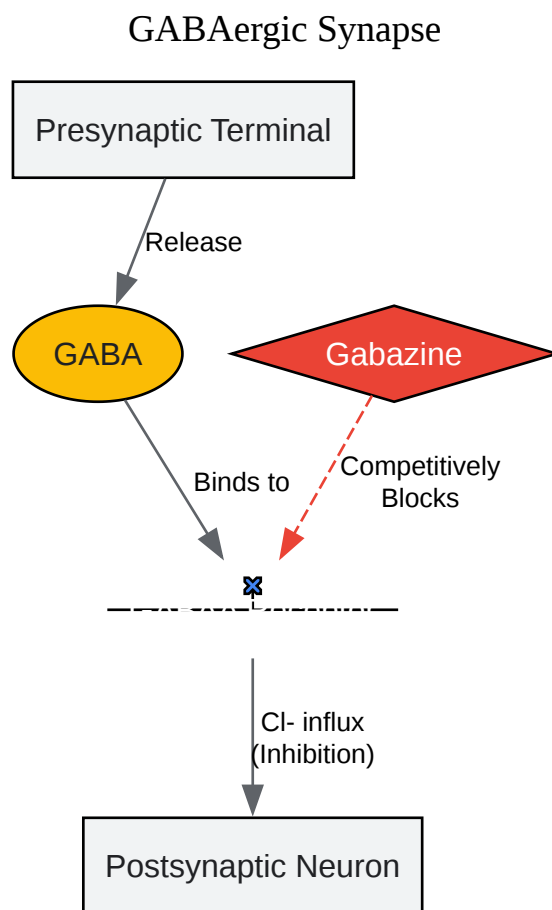 GABAergic Synapse
Presynaptic Terminal
Release
GABA
Gabazine
Binds to
Competitively
Blocks
Cl- influx
(Inhibition)
Postsynaptic Neuron